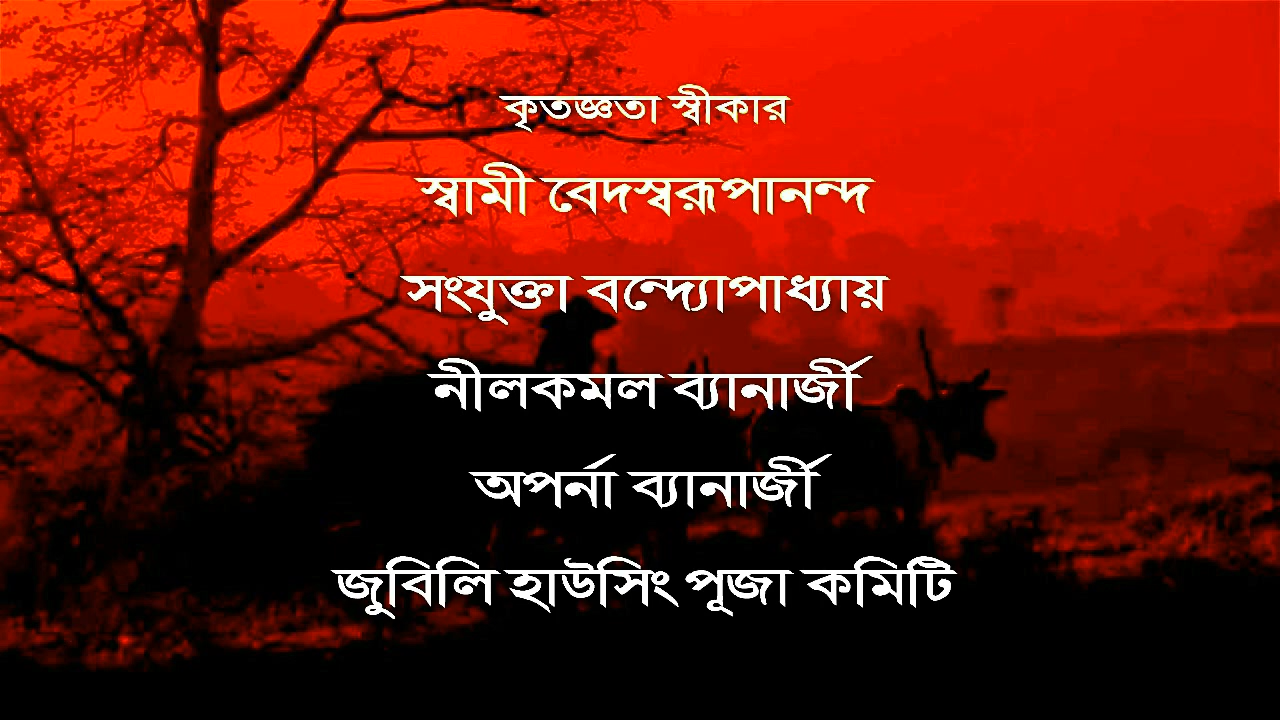 কৃতজ্ঞতা স্বীকার
স্বামী বেদস্বরূপানন্দ
সংযুক্তা বন্দ্যোপাধ্যায়
নীলকমল ব্যানার্জী
অপর্না ব্যানার্জী
জুবিলি হাউসিং পূজা কমিটি